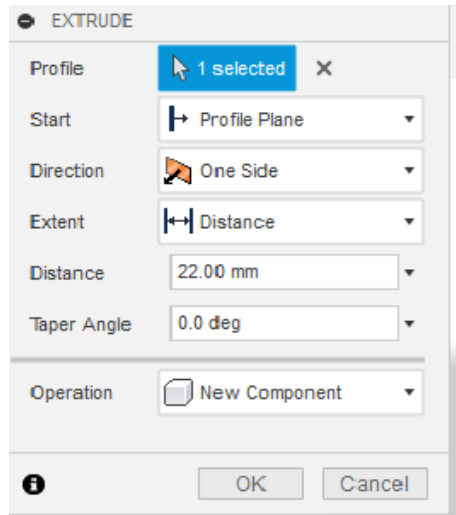 EXTRUDE
Profile 1 selected
Start Profile Plane
Direction One Side
Extent Distance
Distance 22.00 mm
Taper Angle 0.0 deg
Operation New Component
OK Cancel